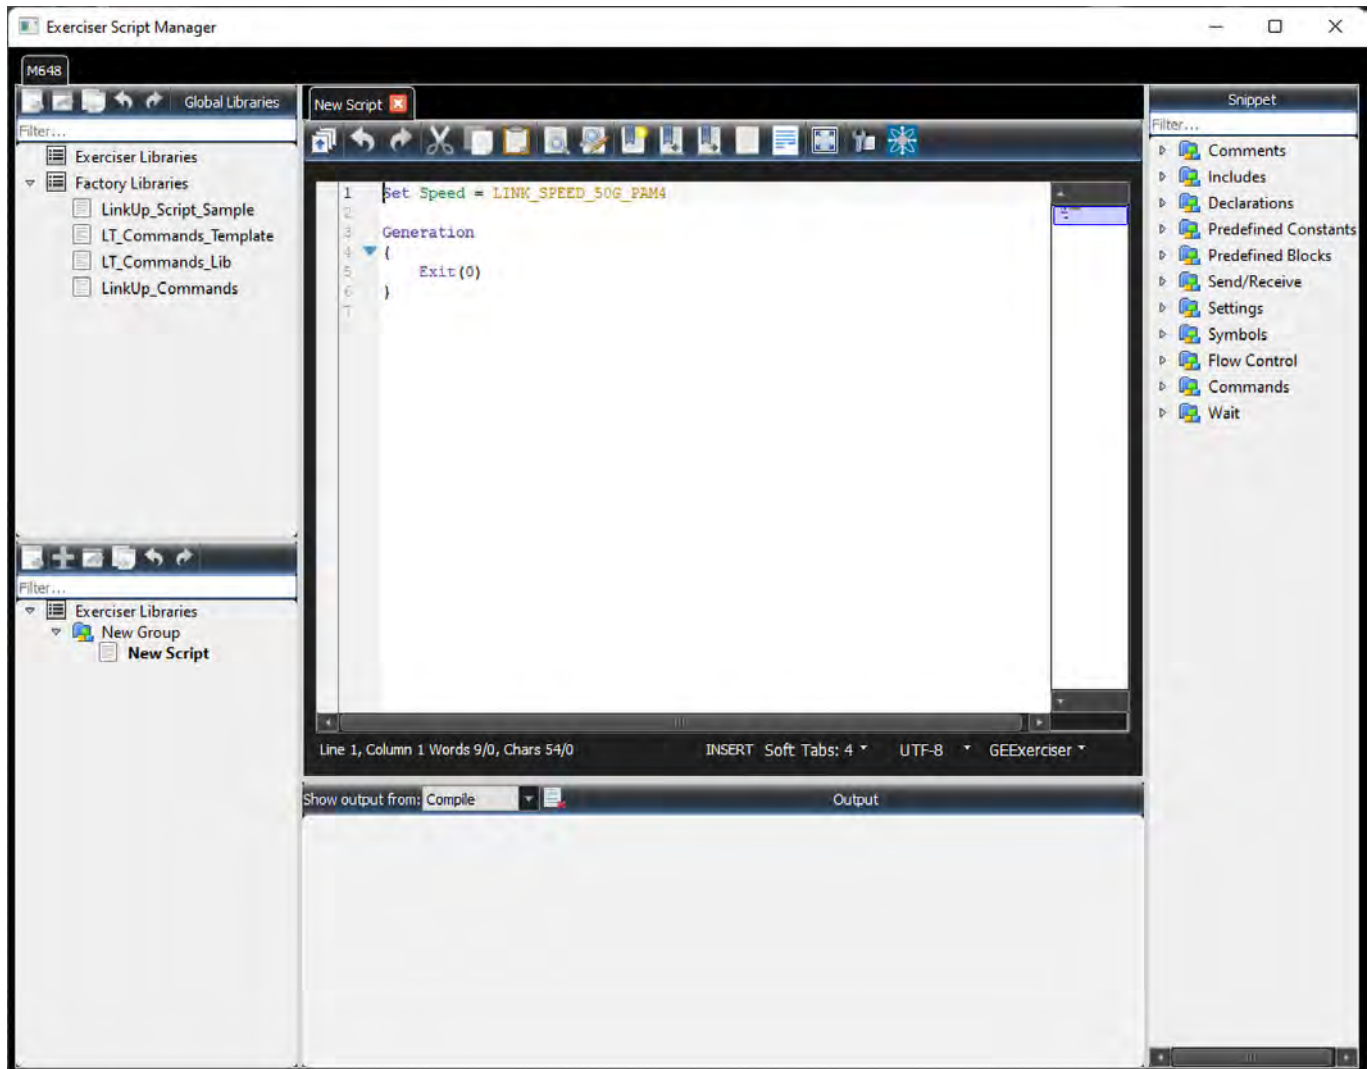 Exerciser Script Manager
M648
Global Libraries
Filter...
Exerciser Libraries
Factory Libraries
LinkUp_Script_Sample
LT_Commands_Template
LT_Commands_Lib
LinkUp_Commands
Filter...
Exerciser Libraries
New Group
New Script
New Script
1 Set Speed = LINK_SPEED_50G_PAM4
2
3 Generation
4 {
5 Exit(0)
6 }
7
Line 1, Column 1 Words 9/0, Chars 54/0 INSERT Soft Tabs: 4 UTF-8 GEExerciser
Show output from: Compile Output
Snippet
Filter...
Comments
Includes
Declarations
Predefined Constants
Predefined Blocks
Send/Receive
Settings
Symbols
Flow Control
Commands
Wait